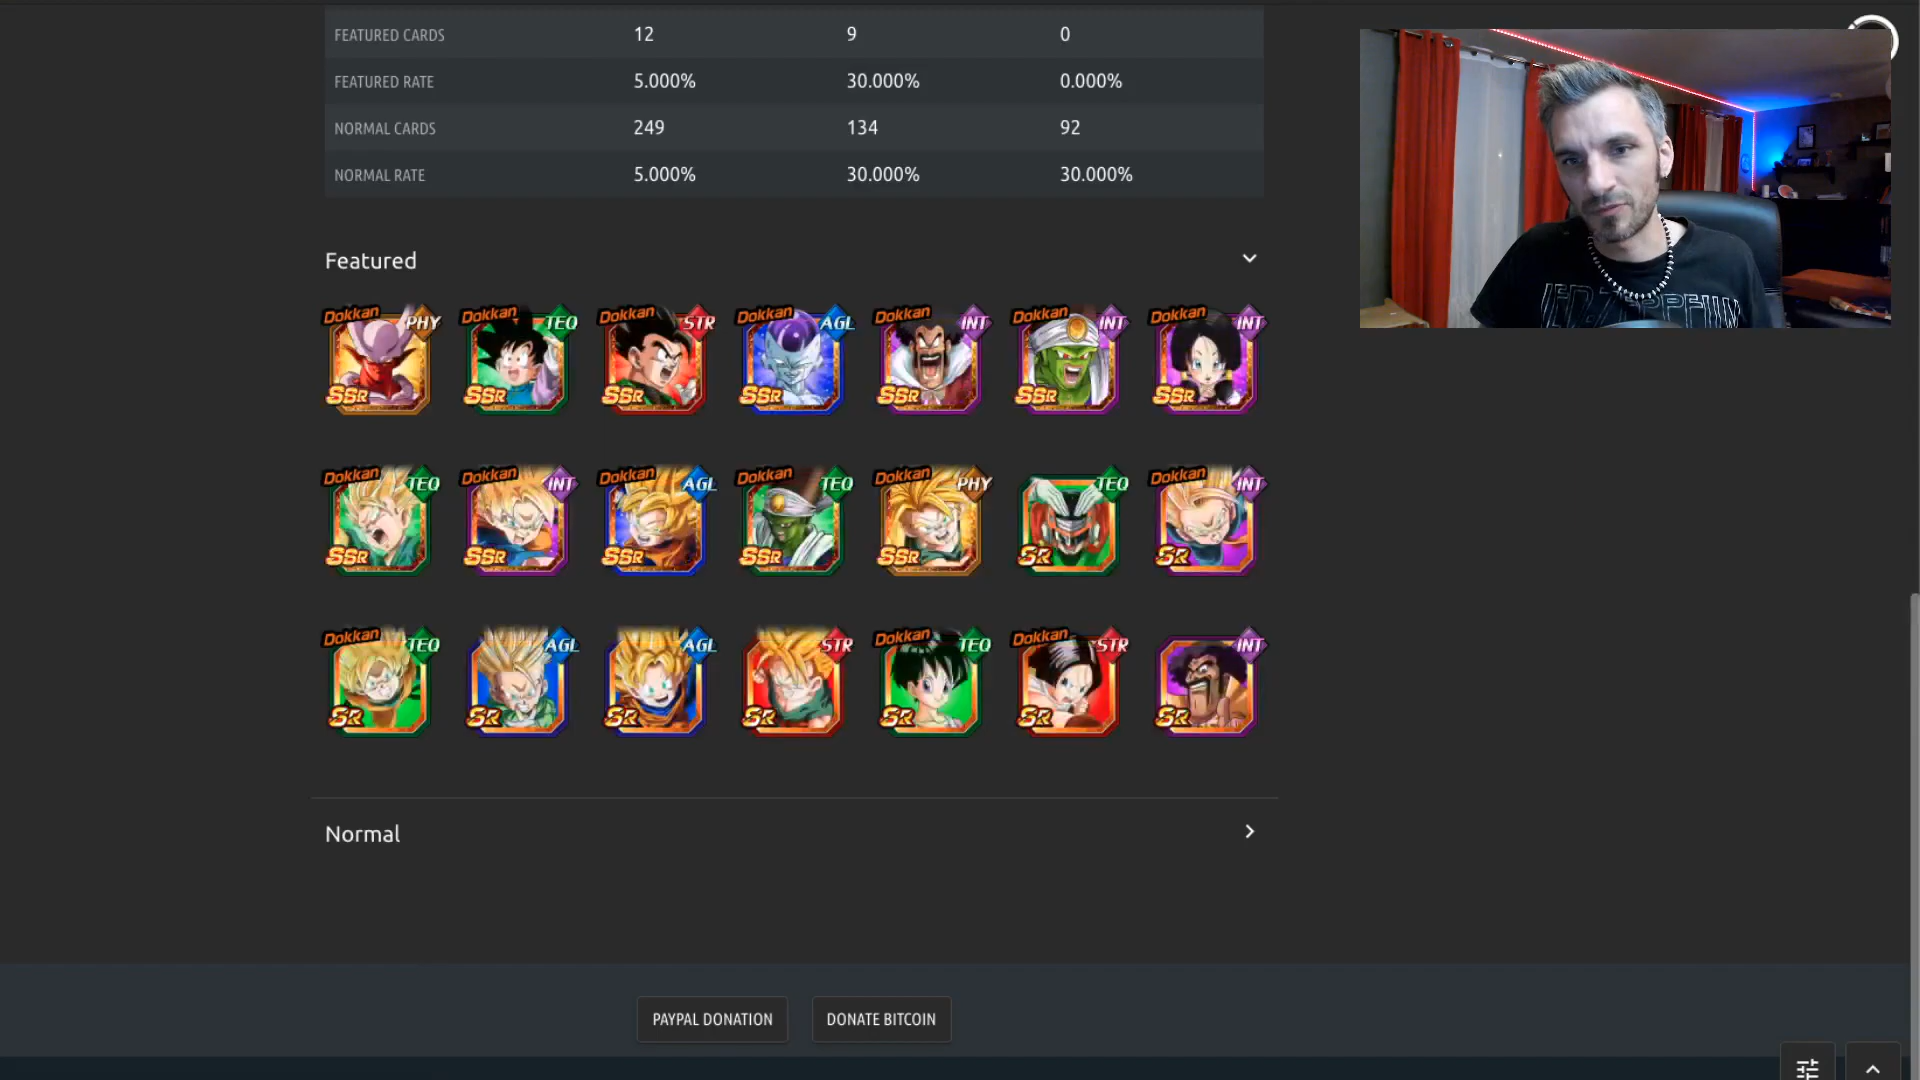 FEATURED CARDS 12 9 0
FEATURED RATE 5.000% 30.000% 0.000%
NORMAL CARDS 249 134 92
NORMAL RATE 5.000% 30.000% 30.000%
Featured
Dokkan PHY Dokkan TEQ Dokkan STR Dokkan AGL Dokkan INT Dokkan INT Dokkan INT
SSR SSR SSR SSR SSR SSR SSR
Dokkan TEQ Dokkan INT Dokkan AGL Dokkan TEQ Dokkan PHY TEQ Dokkan INT
SSR SSR SSR SSR SSR SR SR
Dokkan TEQ AGL AGL STR Dokkan TEQ Dokkan STR INT
SR SR SR SR SR SR SR
Normal
PAYPAL DONATION DONATE BITCOIN
LED ZEPPELIN